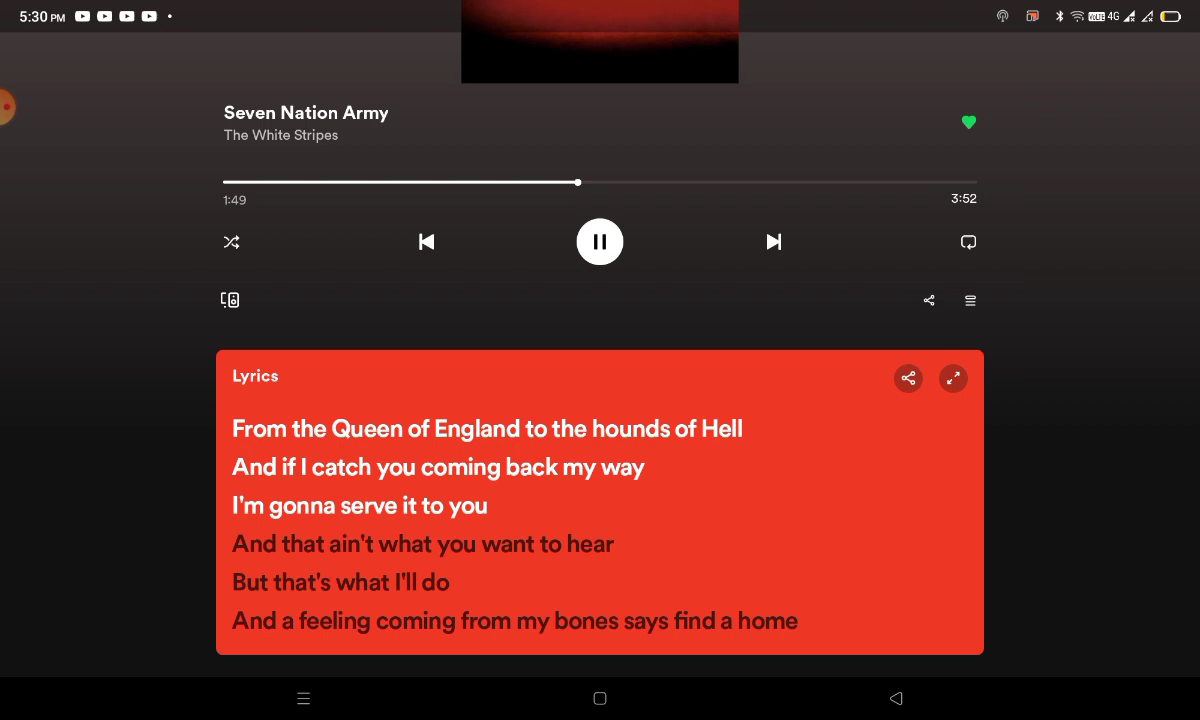 5:30 PM
VoLTE 4G
Seven Nation Army
The White Stripes
1:49
3:52
Lyrics
From the Queen of England to the hounds of Hell
And if I catch you coming back my way
I'm gonna serve it to you
And that ain't what you want to hear
But that's what I'll do
And a feeling coming from my bones says find a home